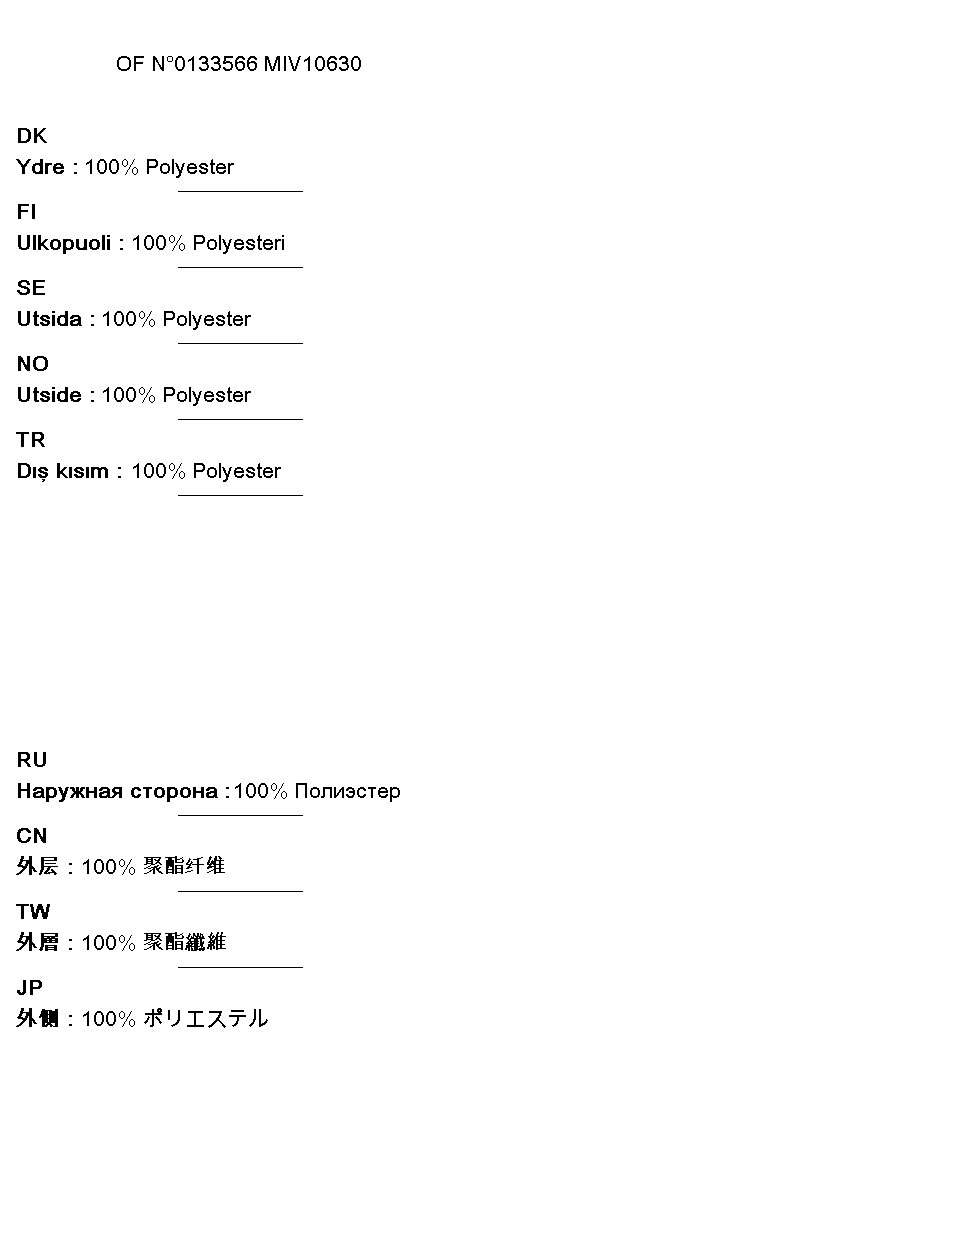 OF N°0133566 MIV10630
DK
Ydre : 100% Polyester
FI
Ulkopuoli : 100% Polyesteri
SE
Utsida : 100% Polyester
NO
Utside : 100% Polyester
TR
Dış kısım : 100% Polyester
RU
Наружная сторона :100% Полиэстер
CN
外层 : 100% 聚酯纤维
TW
外層 : 100% 聚酯纖維
JP
外側 : 100% ポリエステル